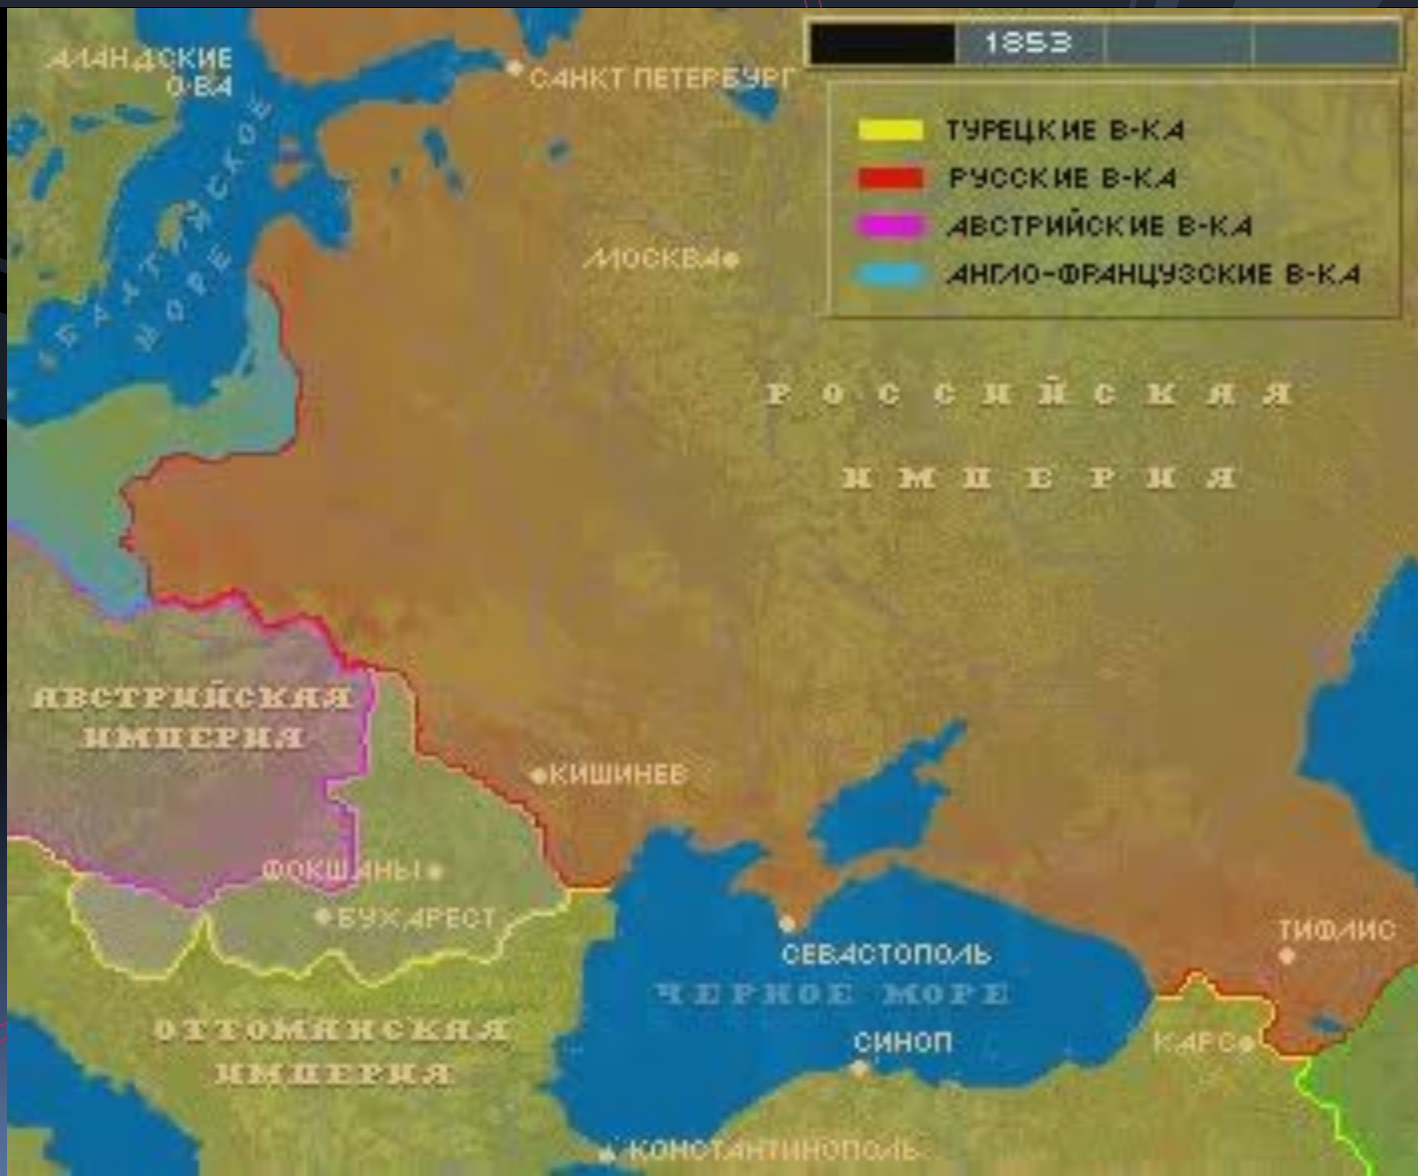 АЛАНДСКИЕ
О-ВА
САНКТ ПЕТЕРБУРГ
1853
ТУРЕЦКИЕ В-КА
РУССКИЕ В-КА
АВСТРИЙСКИЕ В-КА
АНГЛО-ФРАНЦУЗСКИЕ В-КА
БАЛТИЙСКОЕ
МОРЕ
МОСКВА
РОССИЙСКАЯ
ИМПЕРИЯ
АВСТРИЙСКАЯ
ИМПЕРИЯ
КИШИНЕВ
ФОКШАНЫ
БУХАРЕСТ
СЕВАСТОПОЛЬ
ТИФЛИС
ЧЕРНОЕ МОРЕ
ОТТОМАНСКАЯ
ИМПЕРИЯ
СИНОП
КАРС
КОНСТАНТИНОПОЛЬ